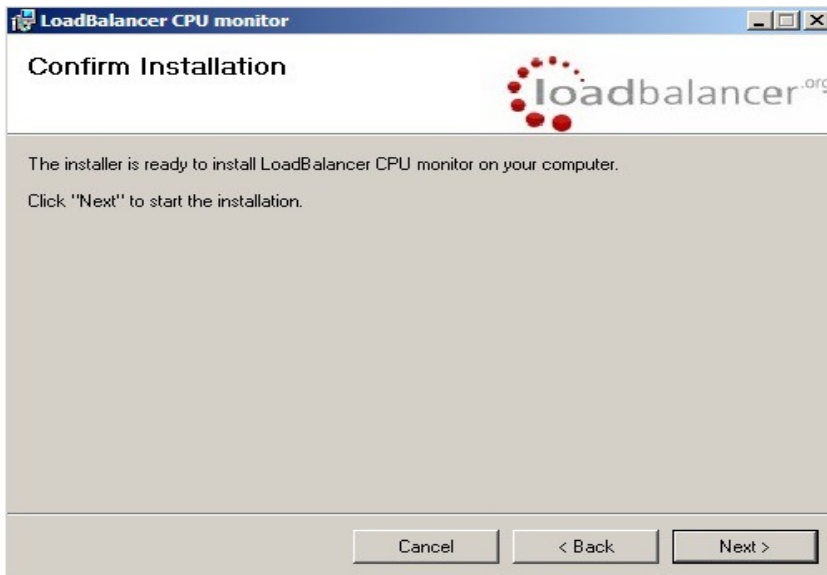 LoadBalancer CPU monitor
Confirm Installation
loadbalancer.org
The installer is ready to install LoadBalancer CPU monitor on your computer.
Click "Next" to start the installation.
Cancel
< Back
Next >